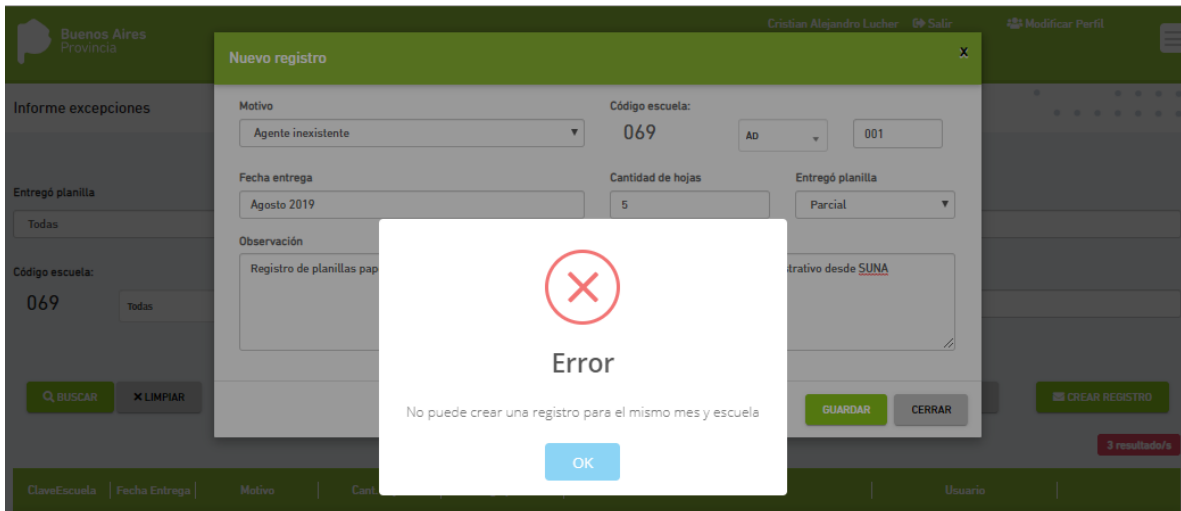 Buenos Aires
Provincia
Cristian Alejandro Lucher Salir Modificar Perfil
Nuevo registro x
Informe excepciones
Motivo Código escuela:
Agente inexistente 069 AD 001
Fecha entrega Cantidad de hojas Entregó planilla
Agosto 2019 5 Parcial
Entregó planilla
Todas
Observación
Registro de planillas pap trativo desde SUNA
Código escuela:
069 Todas
Error
No puede crear una registro para el mismo mes y escuela
OK
GUARDAR CERRAR
BUSCAR LIMPIAR CREAR REGISTRO
3 resultado/s
ClaveEscuela Fecha Entrega Motivo Cant. Usuario